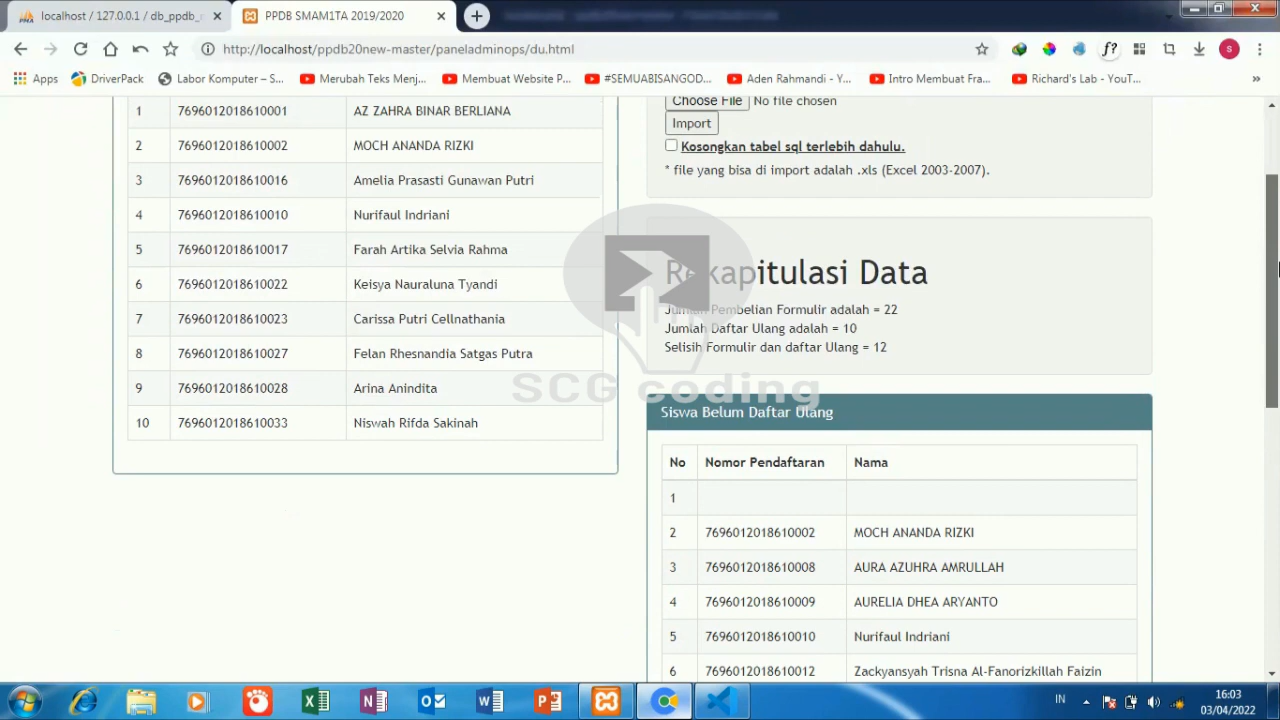 localhost / 127.0.0.1 / db_ppdb_
PPDB SMAM1TA 2019/2020
http://localhost/ppdb20new-master/paneladminops/du.html
f?
S
Apps
DriverPack
Labor Komputer – S...
Merubah Teks Menj...
Membuat Website P...
#SEMUABISANGOD...
Aden Rahmandi - Y...
Intro Membuat Fra...
Richard's Lab - YouT...
»
1 7696012018610001 AZ ZAHRA BINAR BERLIANA
2 7696012018610002 MOCH ANANDA RIZKI
3 7696012018610016 Amelia Prasasti Gunawan Putri
4 7696012018610010 Nurifaul Indriani
5 7696012018610017 Farah Artika Selvia Rahma
6 7696012018610022 Keisya Nauraluna Tyandi
7 7696012018610023 Carissa Putri Cellnathania
8 7696012018610027 Felan Rhesnandia Satgas Putra
9 7696012018610028 Arina Anindita
10 7696012018610033 Niswah Rifda Sakinah
Choose File No file chosen
Import
Kosongkan tabel sql terlebih dahulu.
* file yang bisa di import adalah .xls (Excel 2003-2007).
Rekapitulasi Data
Jumlah Pembelian Formulir adalah = 22
Jumlah Daftar Ulang adalah = 10
Selisih Formulir dan daftar Ulang = 12
SCG coding
Siswa Belum Daftar Ulang
No Nomor Pendaftaran Nama
1
2 7696012018610002 MOCH ANANDA RIZKI
3 7696012018610008 AURA AZUHRA AMRULLAH
4 7696012018610009 AURELIA DHEA ARYANTO
5 7696012018610010 Nurifaul Indriani
6 7696012018610012 Zackyansyah Trisna Al-Fanorizkillah Faizin
IN
16:03
03/04/2022